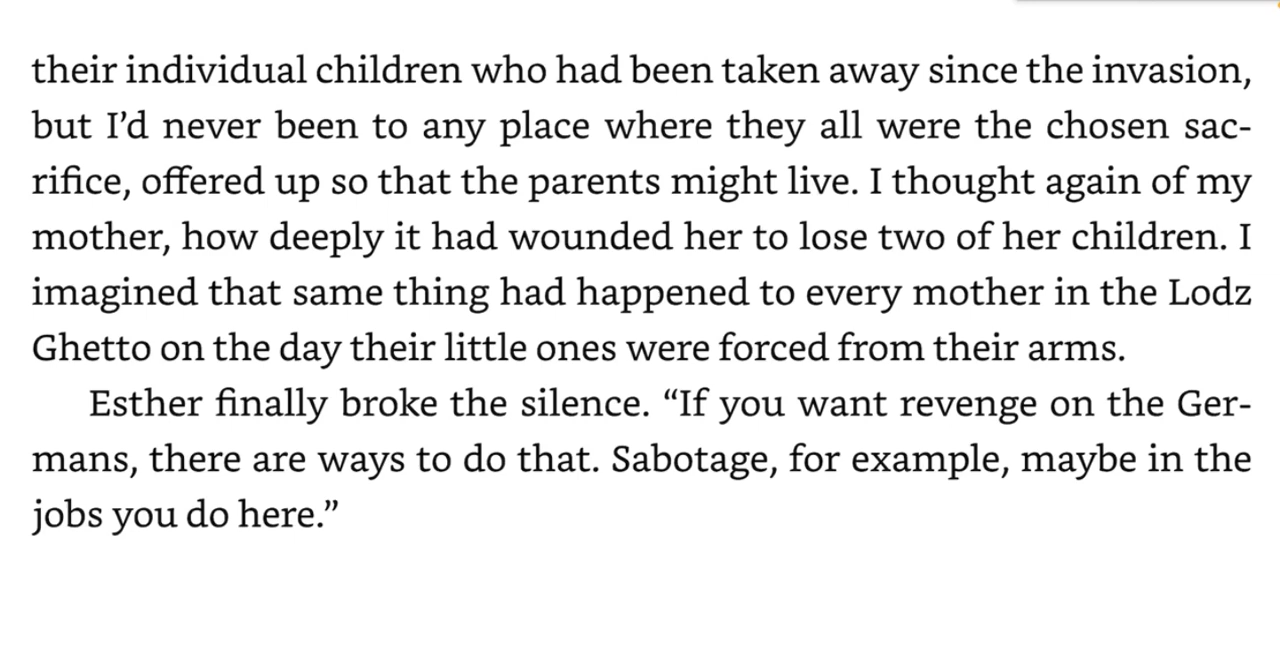 their individual children who had been taken away since the invasion,
but I’d never been to any place where they all were the chosen sac-
rifice, offered up so that the parents might live. I thought again of my
mother, how deeply it had wounded her to lose two of her children. I
imagined that same thing had happened to every mother in the Lodz
Ghetto on the day their little ones were forced from their arms.
Esther finally broke the silence. “If you want revenge on the Ger-
mans, there are ways to do that. Sabotage, for example, maybe in the
jobs you do here.”